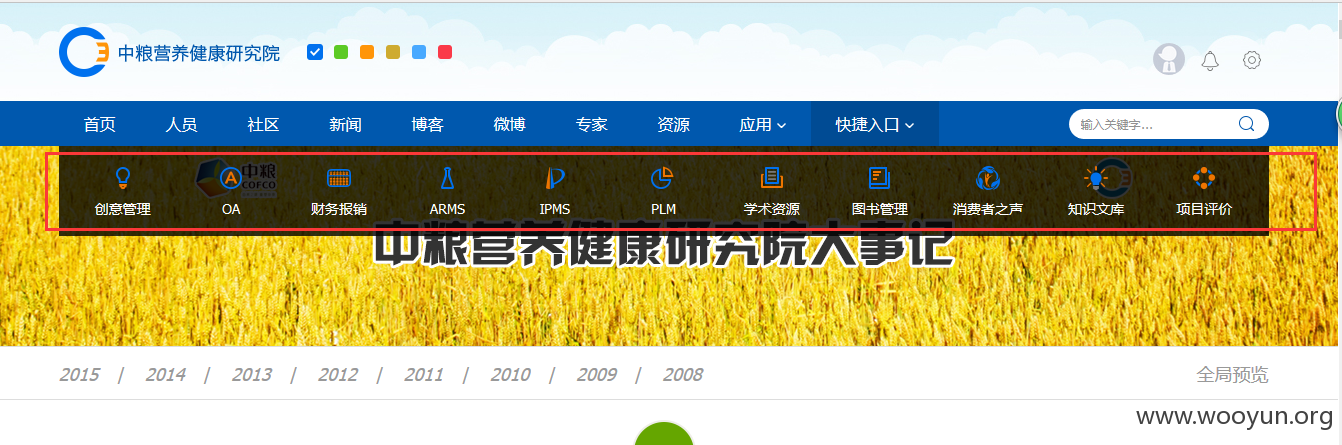 中粮营养健康研究院
首页 人员 社区 新闻 博客 微博 专家 资源 应用 快捷入口 输入关键字...
中粮
COFCO
创意管理 OA 财务报销 ARMS IPMS PLM 学术资源 图书管理 消费者之声 知识文库 项目评价
中粮营养健康研究院大事记
2015 / 2014 / 2013 / 2012 / 2011 / 2010 / 2009 / 2008 全局预览
www.wooyun.org